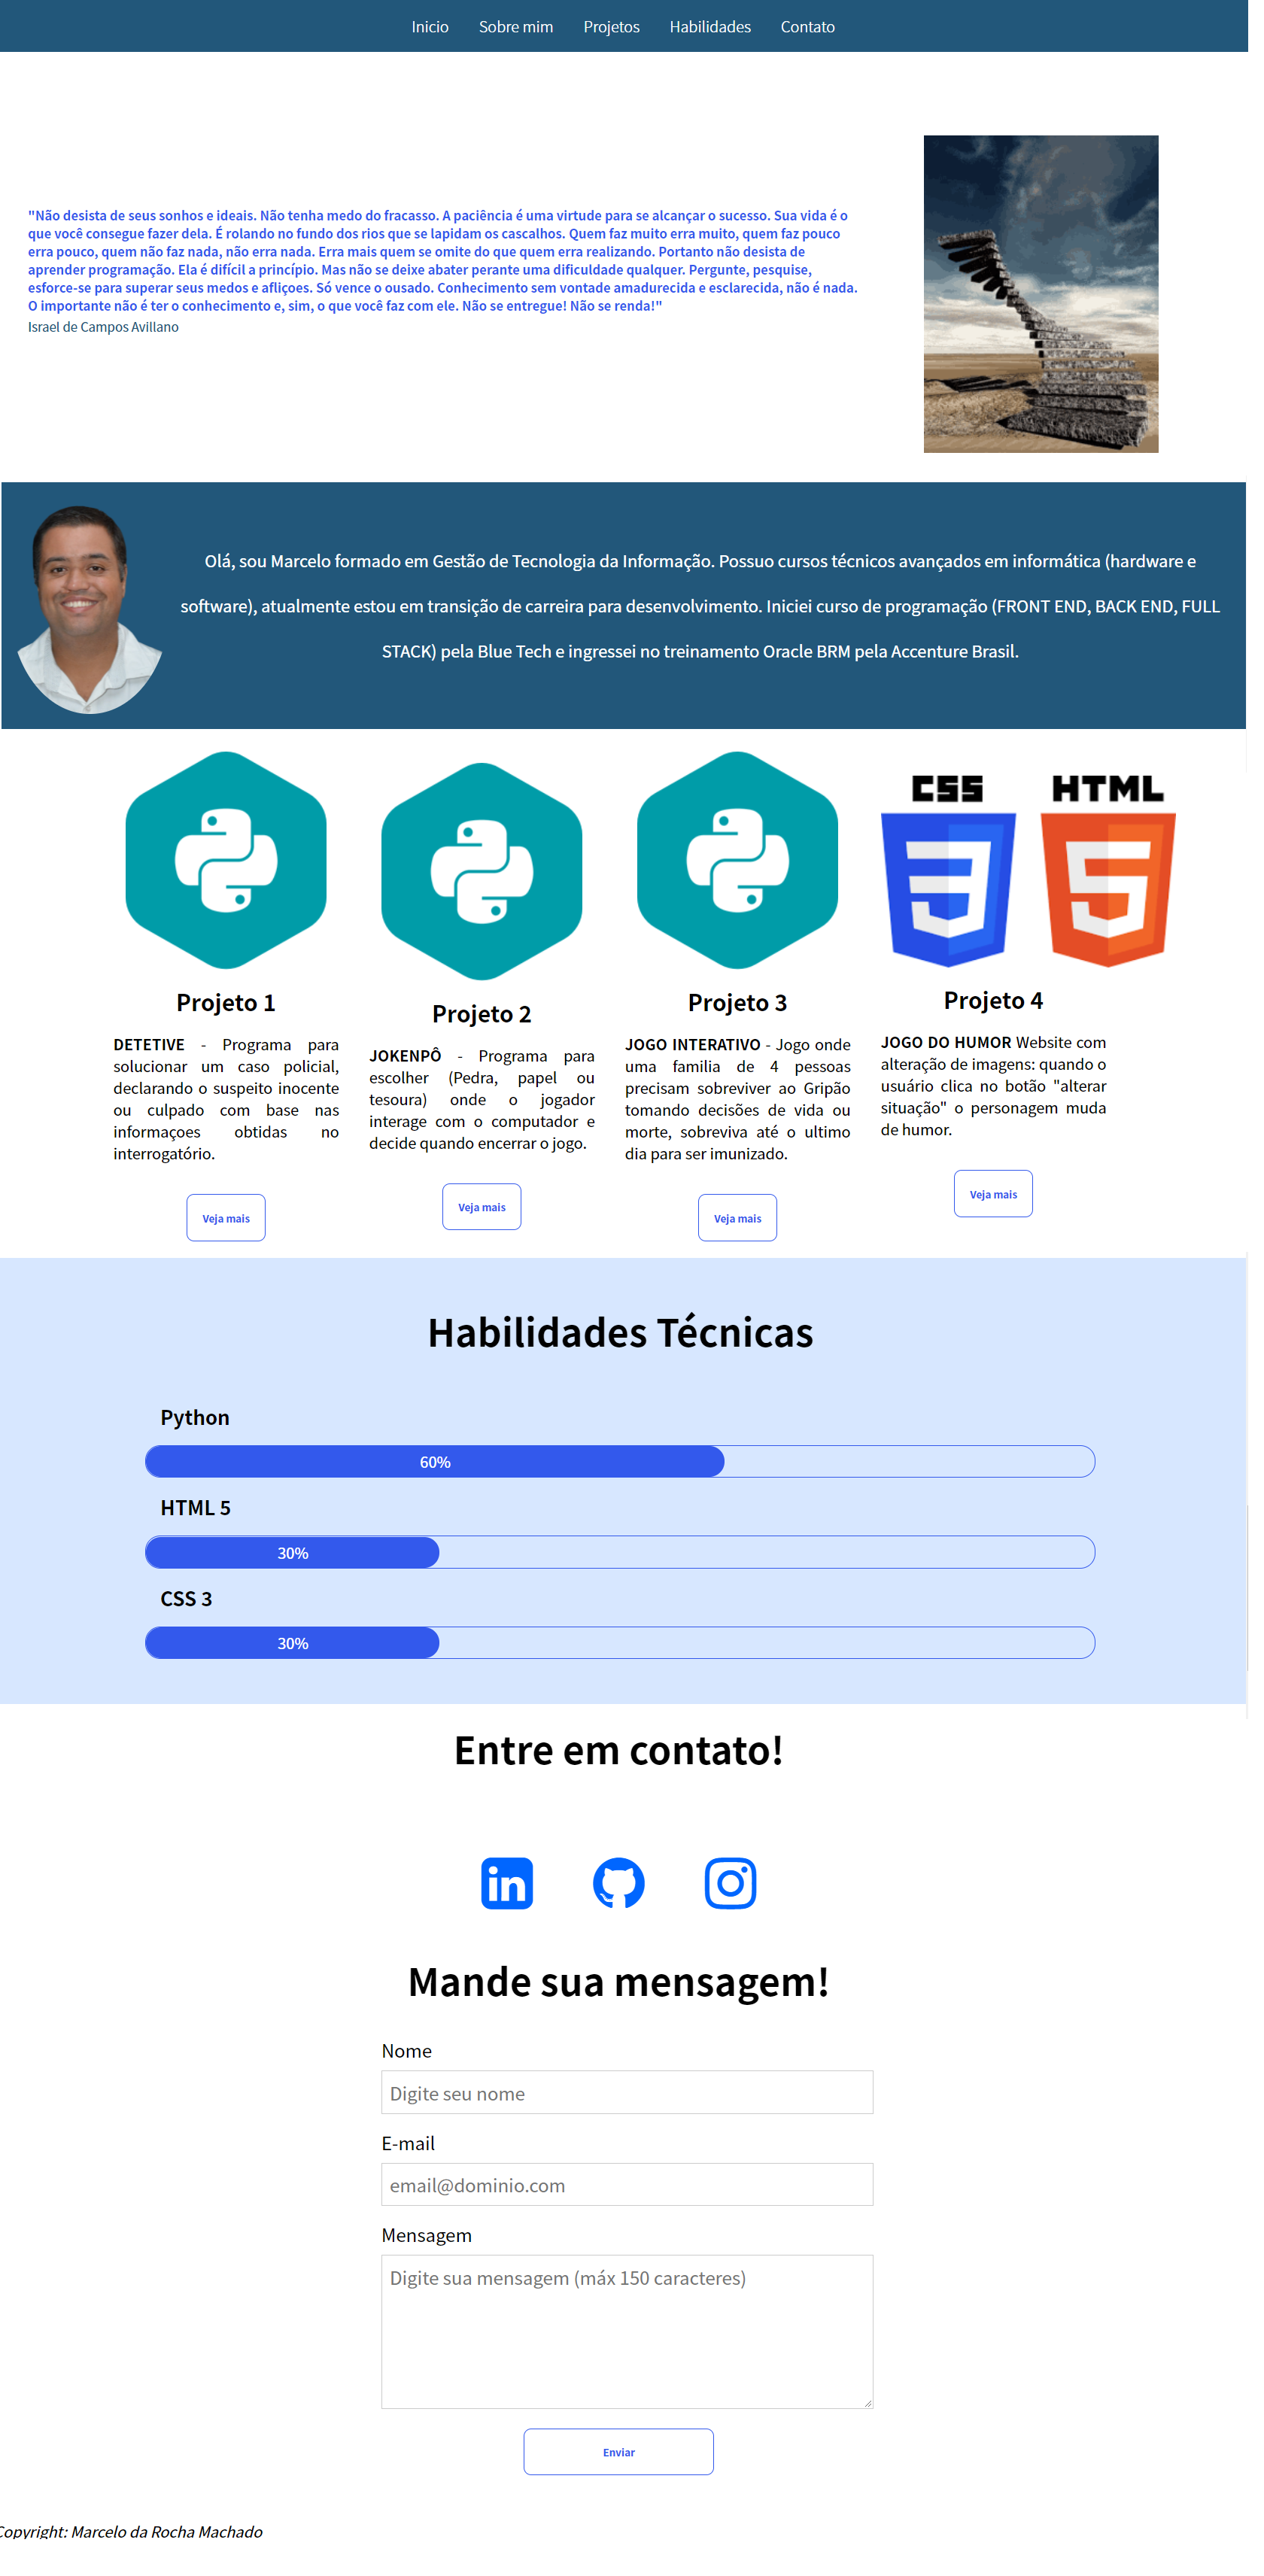 Inicio Sobre mim Projetos Habilidades Contato
"Não desista de seus sonhos e ideais. Não tenha medo do fracasso. A paciência é uma virtude para se alcançar o sucesso. Sua vida é o
que você consegue fazer dela. É rolando no fundo dos rios que se lapidam os cascalhos. Quem faz muito erra muito, quem faz pouco
erra pouco, quem não faz nada, não erra nada. Erra mais quem se omite do que quem erra realizando. Portanto não desista de
aprender programação. Ela é difícil a princípio. Mas não se deixe abater perante uma dificuldade qualquer. Pergunte, pesquise,
esforce-se para superar seus medos e afliçoes. Só vence o ousado. Conhecimento sem vontade amadurecida e esclarecida, não é nada.
O importante não é ter o conhecimento e, sim, o que você faz com ele. Não se entregue! Não se renda!"
Israel de Campos Avillano
Olá, sou Marcelo formado em Gestão de Tecnologia da Informação. Possuo cursos técnicos avançados em informática (hardware e
software), atualmente estou em transição de carreira para desenvolvimento. Iniciei curso de programação (FRONT END, BACK END, FULL
STACK) pela Blue Tech e ingressei no treinamento Oracle BRM pela Accenture Brasil.
Projeto 1
DETETIVE - Programa para
solucionar um caso policial,
declarando o suspeito inocente
ou culpado com base nas
informaçoes obtidas no
interrogatório.
Veja mais
Projeto 2
JOKENPÔ - Programa para
escolher (Pedra, papel ou
tesoura) onde o jogador
interage com o computador e
decide quando encerrar o jogo.
Veja mais
Projeto 3
JOGO INTERATIVO - Jogo onde
uma familia de 4 pessoas
precisam sobreviver ao Gripão
tomando decisões de vida ou
morte, sobreviva até o ultimo
dia para ser imunizado.
Veja mais
CSS HTML
3 5
Projeto 4
JOGO DO HUMOR Website com
alteração de imagens: quando o
usuário clica no botão "alterar
situação" o personagem muda
de humor.
Veja mais
Habilidades Técnicas
Python
60%
HTML 5
30%
CSS 3
30%
Entre em contato!
in
Mande sua mensagem!
Nome
Digite seu nome
E-mail
email@dominio.com
Mensagem
Digite sua mensagem (máx 150 caracteres)
Enviar
Copyright: Marcelo da Rocha Machado